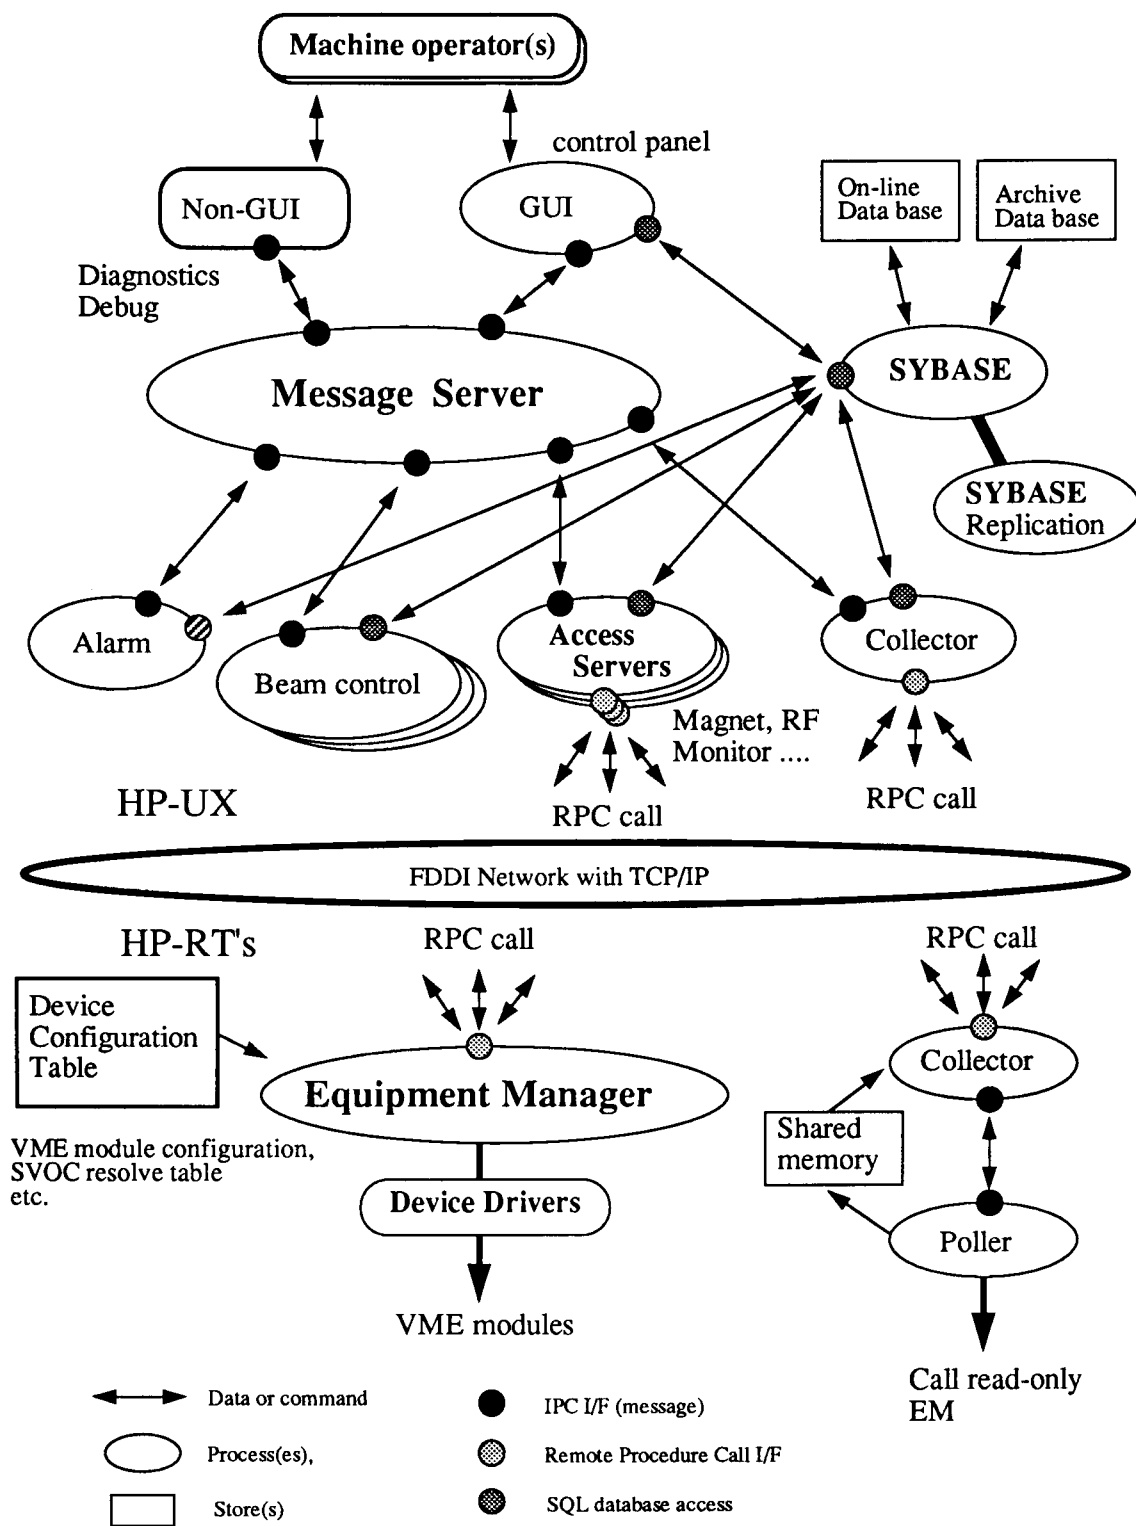 Machine operator(s)
control panel
Non-GUI
GUI
On-line
Data base
Archive
Data base
Diagnostics
Debug
Message Server
SYBASE
SYBASE
Replication
Alarm
Beam control
Access
Servers
Collector
Magnet, RF
Monitor ....
HP-UX
RPC call
RPC call
FDDI Network with TCP/IP
HP-RT's
RPC call
RPC call
Device
Configuration
Table
Equipment Manager
Collector
VME module configuration,
SVOC resolve table
etc.
Shared
memory
Device Drivers
Poller
VME modules
Call read-only
EM
Data or command
IPC I/F (message)
Process(es),
Remote Procedure Call I/F
Store(s)
SQL database access